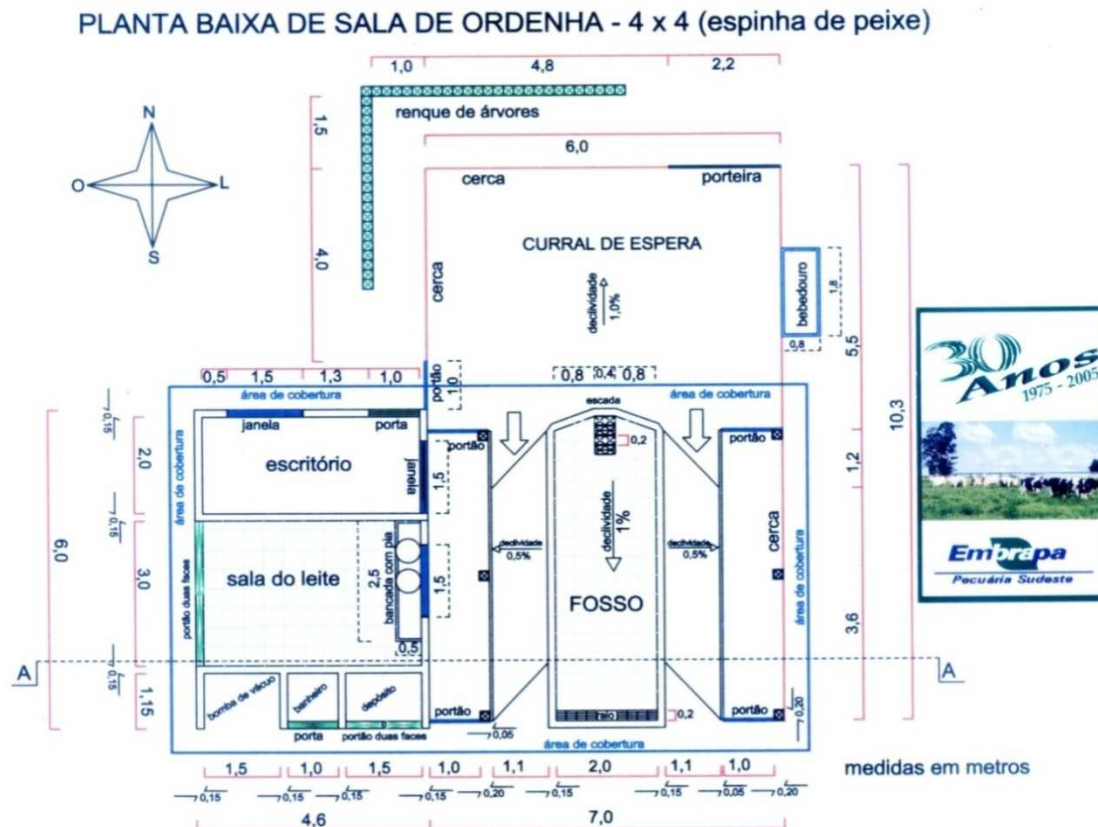 PLANTA BAIXA DE SALA DE ORDENHA - 4 x 4 (espinha de peixe)
1,0
4,8
2,2
renque de árvores
1,5
6,0
N
O
L
S
cerca
porteira
CURRAL DE ESPERA
4,0
cerca
declividade
1,0%
bebedouro
1,8
0,8
5,5
30 Anos
1975 - 2005
0,5
1,5
1,3
1,0
portão
1,0
0,8
0,4
0,8
área de cobertura
escada
área de cobertura
0,15
janela
porta
portão
portão
10,3
área de cobertura
2,0
escritório
janela
1,5
0,2
1,2
declividade
1%
0,15
0,15
6,0
3,0
sala do leite
portão duas faces
2,5
bancada com pia
1,5
0,5
declividade
0,5%
declividade
0,5%
cerca
FOSSO
área de cobertura
3,6
Embrapa
Pecuária Sudeste
A
A
0,15
0,15
1,15
bomba de vácuo
banheiro
depósito
porta
portão duas faces
portão
ralo
0,2
portão
0,20
0,05
área de cobertura
medidas em metros
1,5
1,0
1,5
1,0
1,1
2,0
1,1
1,0
0,15
0,15
0,15
0,15
0,20
0,15
0,15
0,05
0,20
4,6
7,0